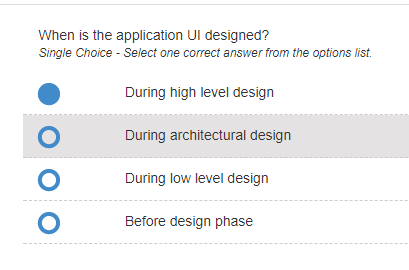 When is the application UI designed?
Single Choice - Select one correct answer from the options list.
During high level design
During architectural design
During low level design
Before design phase